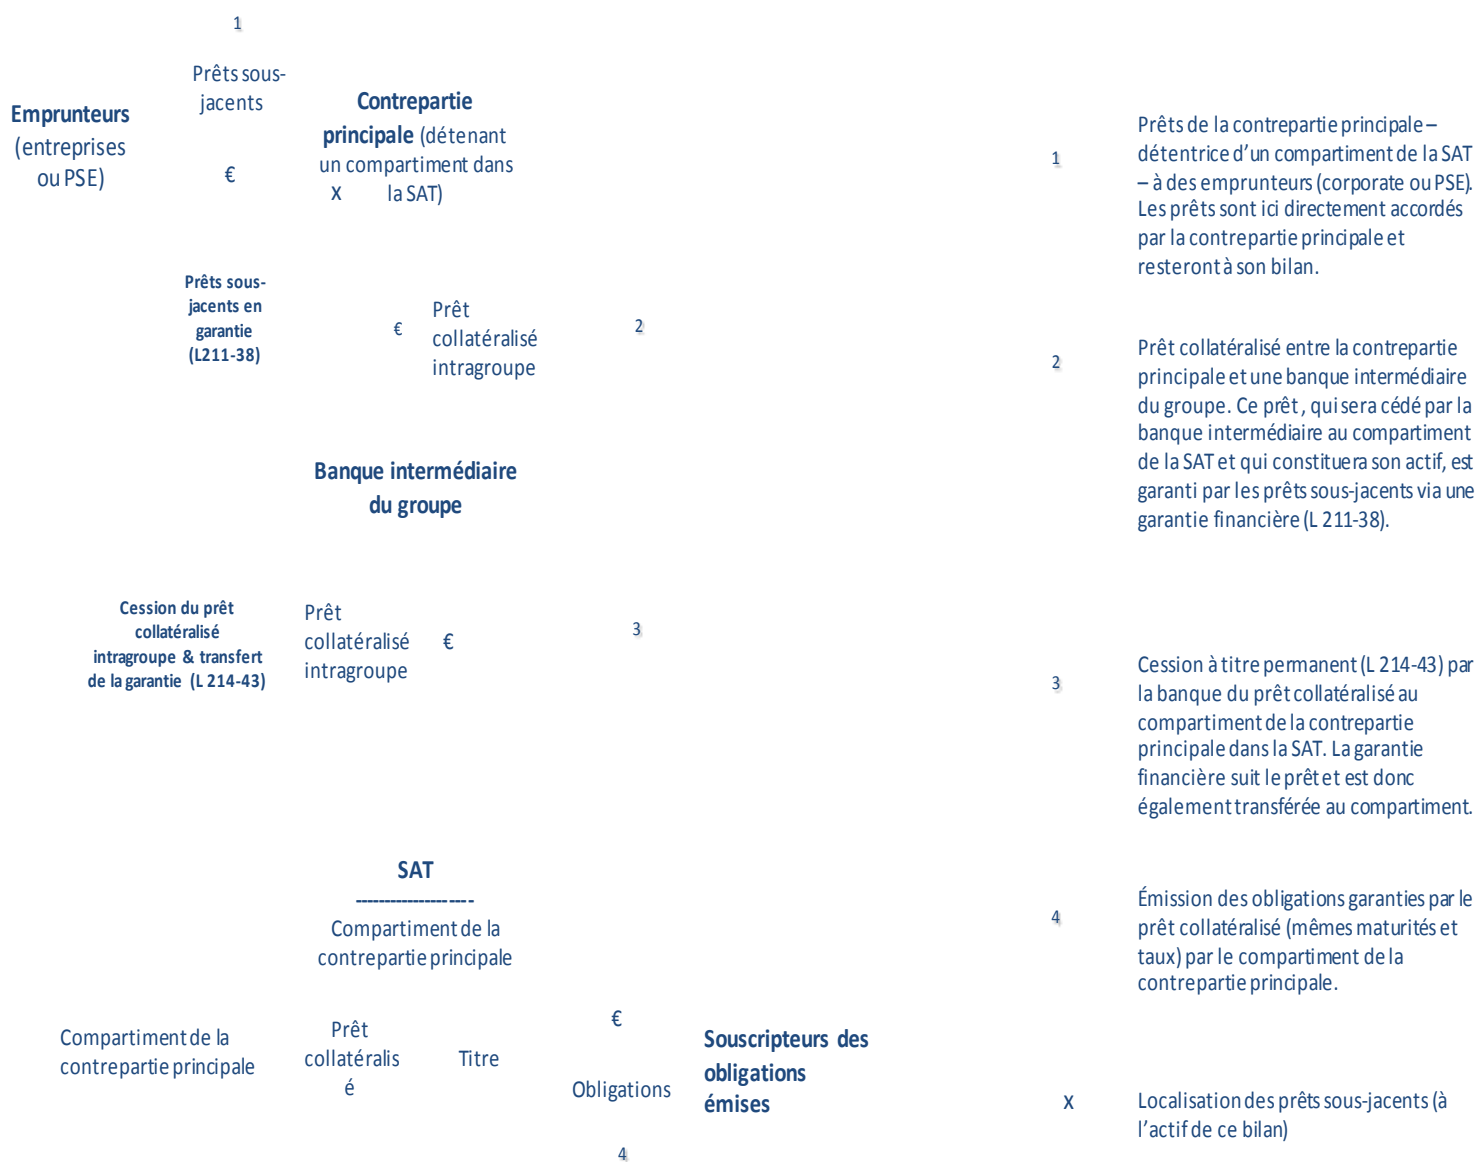 1
Prêts sous-
jacents
Emprunteurs
(entreprises
ou PSE)
€
Contrepartie
principale (détenant
un compartiment dans
X la SAT)
Prêts sous-
jacents en
garantie
(L211-38)
€
Prêt
collatéralisé
intragroupe
2
Banque intermédiaire
du groupe
Cession du prêt
collatéralisé
intragroupe & transfert
de la garantie (L 214-43)
Prêt
collatéralisé
intragroupe
€
3
SAT
--------------------
Compartiment de la
contrepartie principale
Compartiment de la
contrepartie principale
Prêt
collatéralis
é
Titre
€
Obligations
4
Souscripteurs des
obligations
émises
1
Prêts de la contrepartie principale –
détentrice d’un compartiment de la SAT
– à des emprunteurs (corporate ou PSE).
Les prêts sont ici directement accordés
par la contrepartie principale et
resteront à son bilan.
2
Prêt collatéralisé entre la contrepartie
principale et une banque intermédiaire
du groupe. Ce prêt , qui sera cédé par la
banque intermédiaire au compartiment
de la SAT et qui constituera son actif, est
garanti par les prêts sous-jacents via une
garantie financière (L 211-38).
3
Cession à titre permanent (L 214-43) par
la banque du prêt collatéralisé au
compartiment de la contrepartie
principale dans la SAT. La garantie
financière suit le prêt et est donc
également transférée au compartiment.
4
Émission des obligations garanties par le
prêt collatéralisé (mêmes maturités et
taux) par le compartiment de la
contrepartie principale.
X
Localisation des prêts sous-jacents (à
l’actif de ce bilan)